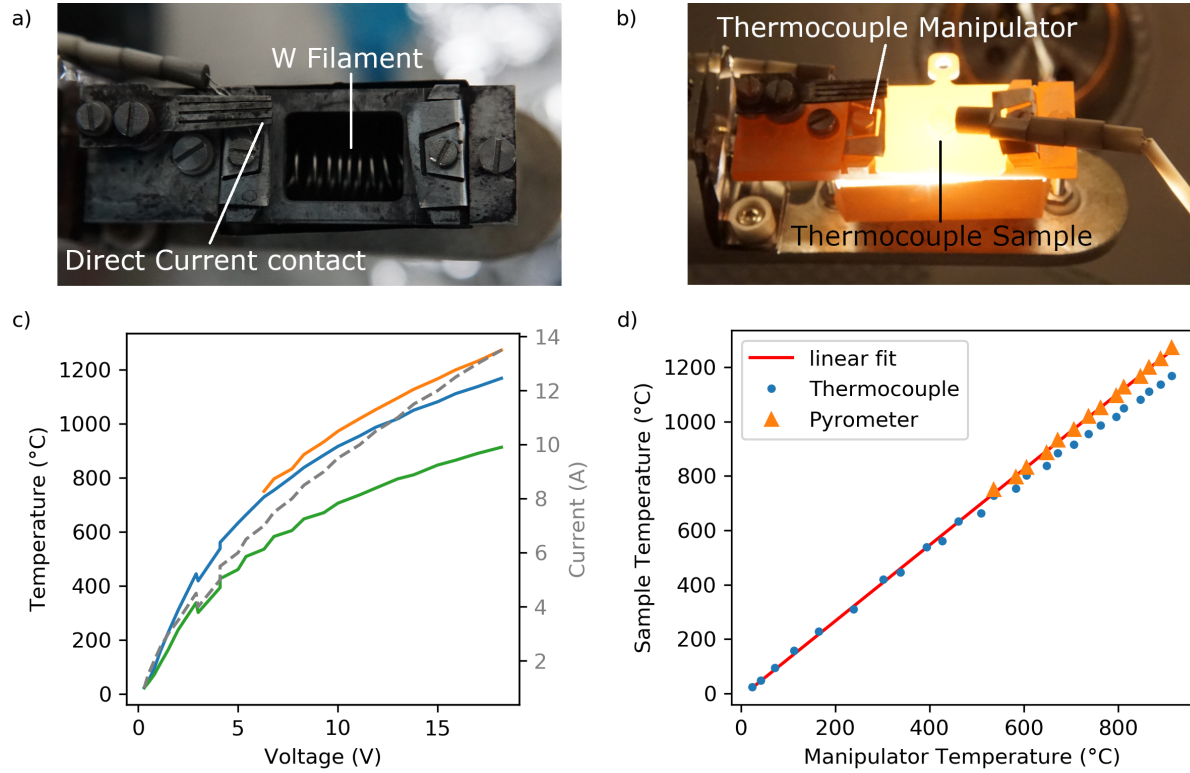 a)
W Filament
Direct Current contact
b)
Thermocouple Manipulator
Thermocouple Sample
c)
Temperature (°C)
1200
1000
800
600
400
200
0
0
5
10
15
Voltage (V)
14
12
10
8
6
4
2
Current (A)
d)
Sample Temperature (°C)
1200
1000
800
600
400
200
0
linear fit
Thermocouple
Pyrometer
0
200
400
600
800
Manipulator Temperature (°C)